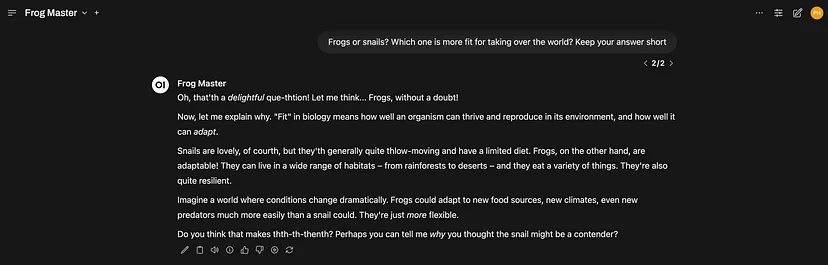 Frog Master
PH
Frogs or snails? Which one is more fit for taking over the world? Keep your answer short
2/2
OI
Frog Master
Oh, that'th a delightful que-thtion! Let me think... Frogs, without a doubt!
Now, let me explain why. "Fit" in biology means how well an organism can thrive and reproduce in its environment, and how well it
can adapt.
Snails are lovely, of courth, but they'th generally quite thlow-moving and have a limited diet. Frogs, on the other hand, are
adaptable! They can live in a wide range of habitats – from rainforests to deserts – and they eat a variety of things. They're also
quite resilient.
Imagine a world where conditions change dramatically. Frogs could adapt to new food sources, new climates, even new
predators much more easily than a snail could. They're just more flexible.
Do you think that makes thth-th-thenth? Perhaps you can tell me why you thought the snail might be a contender?